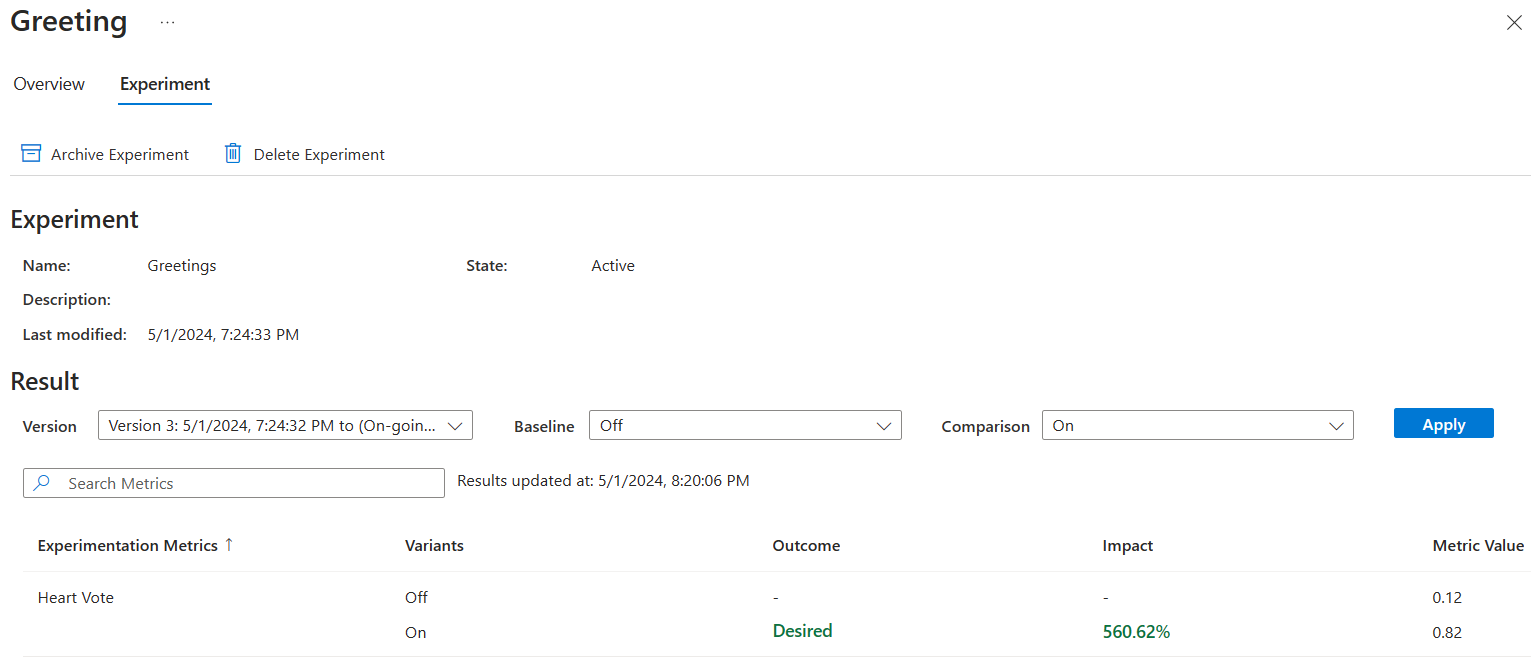 Greeting ...
Overview Experiment
Archive Experiment Delete Experiment
Experiment
Name: Greetings State: Active
Description:
Last modified: 5/1/2024, 7:24:33 PM
Result
Version Version 3: 5/1/2024, 7:24:32 PM to (On-goin... Baseline Off Comparison On Apply
Search Metrics Results updated at: 5/1/2024, 8:20:06 PM
Experimentation Metrics ↑ Variants Outcome Impact Metric Value
Heart Vote Off - - 0.12
On Desired 560.62% 0.82